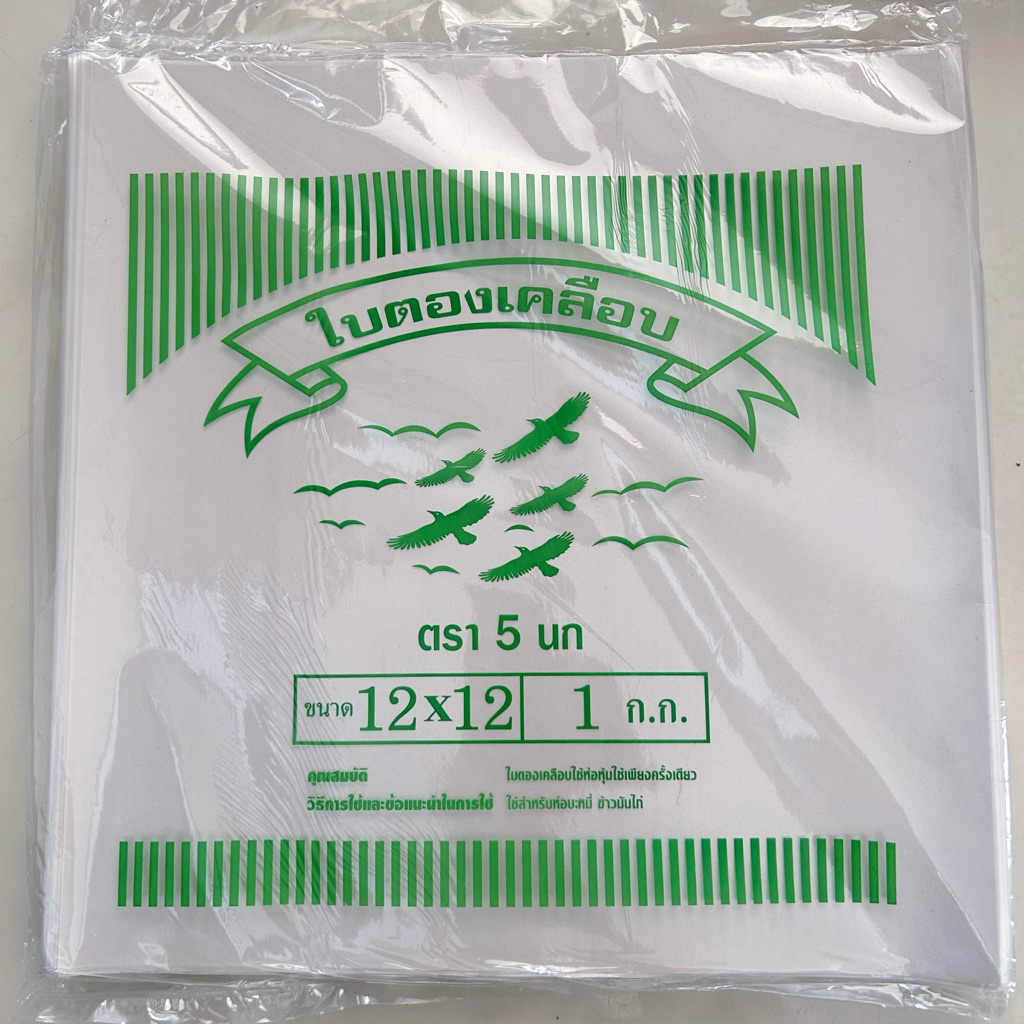 ใบตองเคลือบ
ตรา 5 นก
ขนาด 12x12 1 ก.ก.
คุณสมบัติ ใบตองเคลือบใช้ห่อหุ้มใช้เพียงครั้งเดียว
วิธีการใช้และข้อแนะนำในการใช้ ใช้สำหรับห่อบะหมี่ ข้าวมันไก่